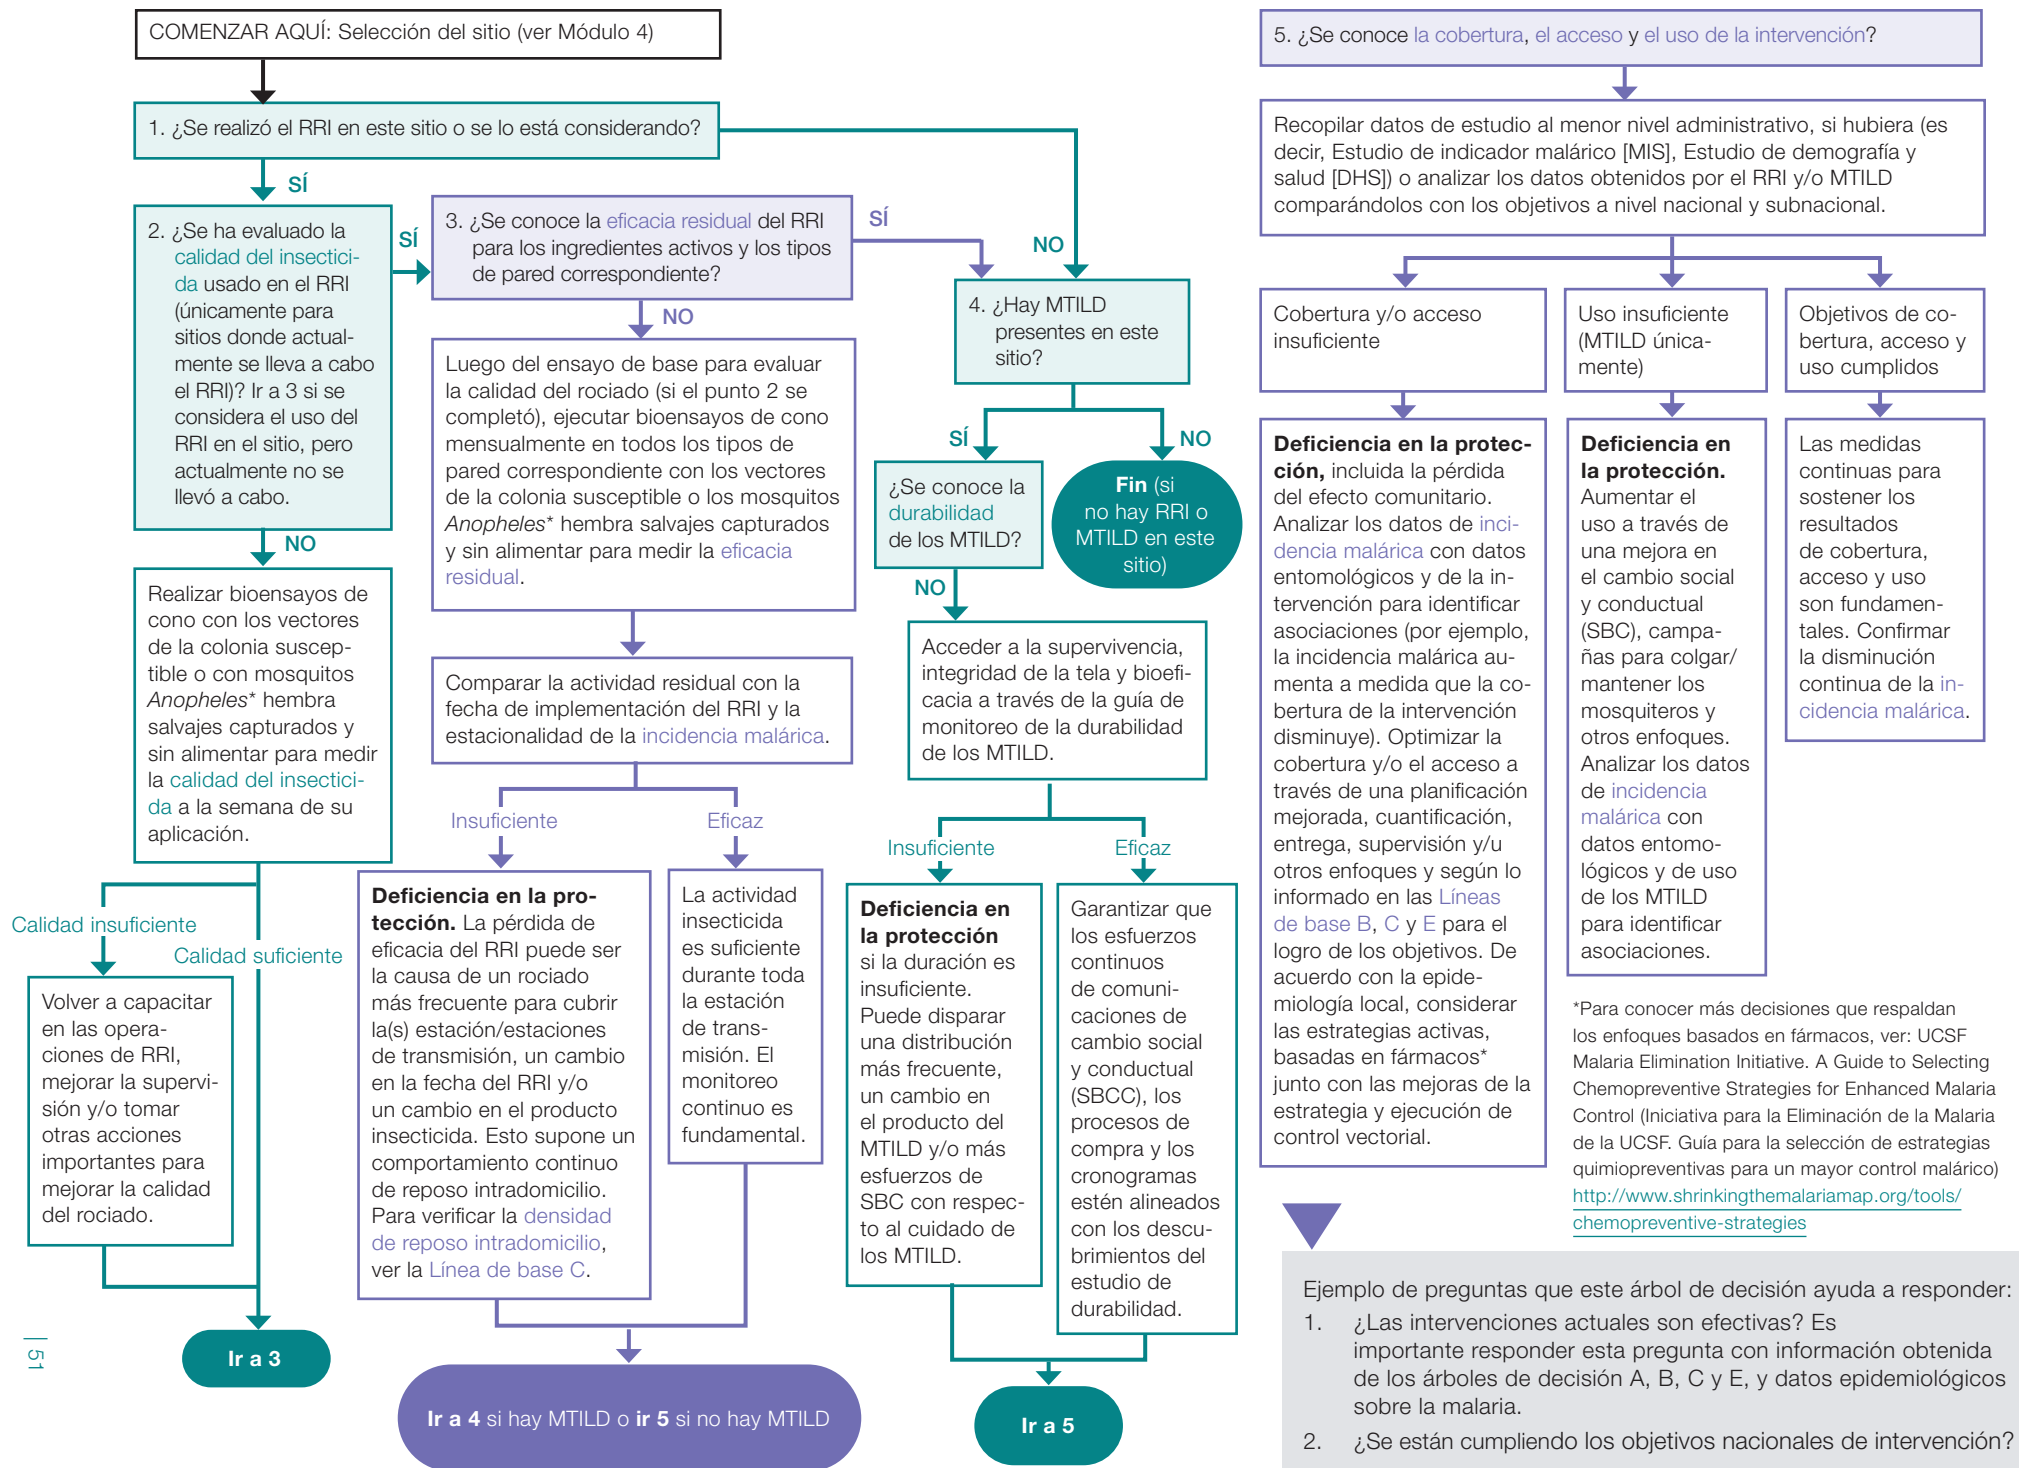 COMENZAR AQUÍ: Selección del sitio (ver Módulo 4)
1. ¿Se realizó el RRI en este sitio o se lo está considerando?
SÍ
NO
2. ¿Se ha evaluado la
calidad del insectici-
da usado en el RRI
(únicamente para
sitios donde actual-
mente se lleva a cabo
el RRI)? Ir a 3 si se
considera el uso del
RRI en el sitio, pero
actualmente no se
llevó a cabo.
SÍ
NO
Realizar bioensayos de
cono con los vectores
de la colonia suscep-
tible o con mosquitos
Anopheles* hembra
salvajes capturados y
sin alimentar para medir
la calidad del insectici-
da a la semana de su
aplicación.
Calidad insuficiente
Calidad suficiente
Volver a capacitar
en las opera-
ciones de RRI,
mejorar la supervi-
sión y/o tomar
otras acciones
importantes para
mejorar la calidad
del rociado.
Ir a 3
3. ¿Se conoce la eficacia residual del RRI
para los ingredientes activos y los tipos
de pared correspondiente?
SÍ
NO
Luego del ensayo de base para evaluar
la calidad del rociado (si el punto 2 se
completó), ejecutar bioensayos de cono
mensualmente en todos los tipos de
pared correspondiente con los vectores
de la colonia susceptible o los mosquitos
Anopheles* hembra salvajes capturados
y sin alimentar para medir la eficacia
residual.
Comparar la actividad residual con la
fecha de implementación del RRI y la
estacionalidad de la incidencia malárica.
Insuficiente
Eficaz
Deficiencia en la pro-
tección. La pérdida de
eficacia del RRI puede ser
la causa de un rociado
más frecuente para cubrir
la(s) estación/estaciones
de transmisión, un cambio
en la fecha del RRI y/o
un cambio en el producto
insecticida. Esto supone un
comportamiento continuo
de reposo intradomicilio.
Para verificar la densidad
de reposo intradomicilio,
ver la Línea de base C.
La actividad
insecticida
es suficiente
durante toda
la estación
de trans-
misión. El
monitoreo
continuo es
fundamental.
Ir a 4 si hay MTILD o ir 5 si no hay MTILD
4. ¿Hay MTILD
presentes en este
sitio?
SÍ
NO
¿Se conoce la
durabilidad
de los MTILD?
Fin (si
no hay RRI o
MTILD en este
sitio)
NO
Acceder a la supervivencia,
integridad de la tela y bioefi-
cacia a través de la guía de
monitoreo de la durabilidad
de los MTILD.
Insuficiente
Eficaz
Deficiencia en
la protección
si la duración es
insuficiente.
Puede disparar
una distribución
más frecuente,
un cambio en
el producto del
MTILD y/o más
esfuerzos de
SBC con respec-
to al cuidado de
los MTILD.
Garantizar que
los esfuerzos
continuos
de comuni-
caciones de
cambio social
y conductual
(SBCC), los
procesos de
compra y los
cronogramas
estén alineados
con los descu-
brimientos del
estudio de
durabilidad.
Ir a 5
5. ¿Se conoce la cobertura, el acceso y el uso de la intervención?
Recopilar datos de estudio al menor nivel administrativo, si hubiera (es
decir, Estudio de indicador malárico [MIS], Estudio de demografía y
salud [DHS]) o analizar los datos obtenidos por el RRI y/o MTILD
comparándolos con los objetivos a nivel nacional y subnacional.
Cobertura y/o acceso
insuficiente
Uso insuficiente
(MTILD única-
mente)
Objetivos de co-
bertura, acceso y
uso cumplidos
Deficiencia en la protec-
ción, incluida la pérdida
del efecto comunitario.
Analizar los datos de inci-
dencia malárica con datos
entomológicos y de la in-
tervención para identificar
asociaciones (por ejemplo,
la incidencia malárica au-
menta a medida que la co-
bertura de la intervención
disminuye). Optimizar la
cobertura y/o el acceso a
través de una planificación
mejorada, cuantificación,
entrega, supervisión y/u
otros enfoques y según lo
informado en las Líneas
de base B, C y E para el
logro de los objetivos. De
acuerdo con la epide-
miología local, considerar
las estrategias activas,
basadas en fármacos*
junto con las mejoras de la
estrategia y ejecución de
control vectorial.
Deficiencia en
la protección.
Aumentar el
uso a través de
una mejora en
el cambio social
y conductual
(SBC), campa-
ñas para colgar/
mantener los
mosquiteros y
otros enfoques.
Analizar los datos
de incidencia
malárica con
datos entomo-
lógicos y de uso
de los MTILD
para identificar
asociaciones.
Las medidas
continuas para
sostener los
resultados
de cobertura,
acceso y uso
son fundamen-
tales. Confirmar
la disminución
continua de la in-
cidencia malárica.
*Para conocer más decisiones que respaldan
los enfoques basados en fármacos, ver: UCSF
Malaria Elimination Initiative. A Guide to Selecting
Chemopreventive Strategies for Enhanced Malaria
Control (Iniciativa para la Eliminación de la Malaria
de la UCSF. Guía para la selección de estrategias
quimiopreventivas para un mayor control malárico)
http://www.shrinkingthemalariamap.org/tools/
chemopreventive-strategies
Ejemplo de preguntas que este árbol de decisión ayuda a responder:
1. ¿Las intervenciones actuales son efectivas? Es
importante responder esta pregunta con información obtenida
de los árboles de decisión A, B, C y E, y datos epidemiológicos
sobre la malaria.
2. ¿Se están cumpliendo los objetivos nacionales de intervención?
| 51